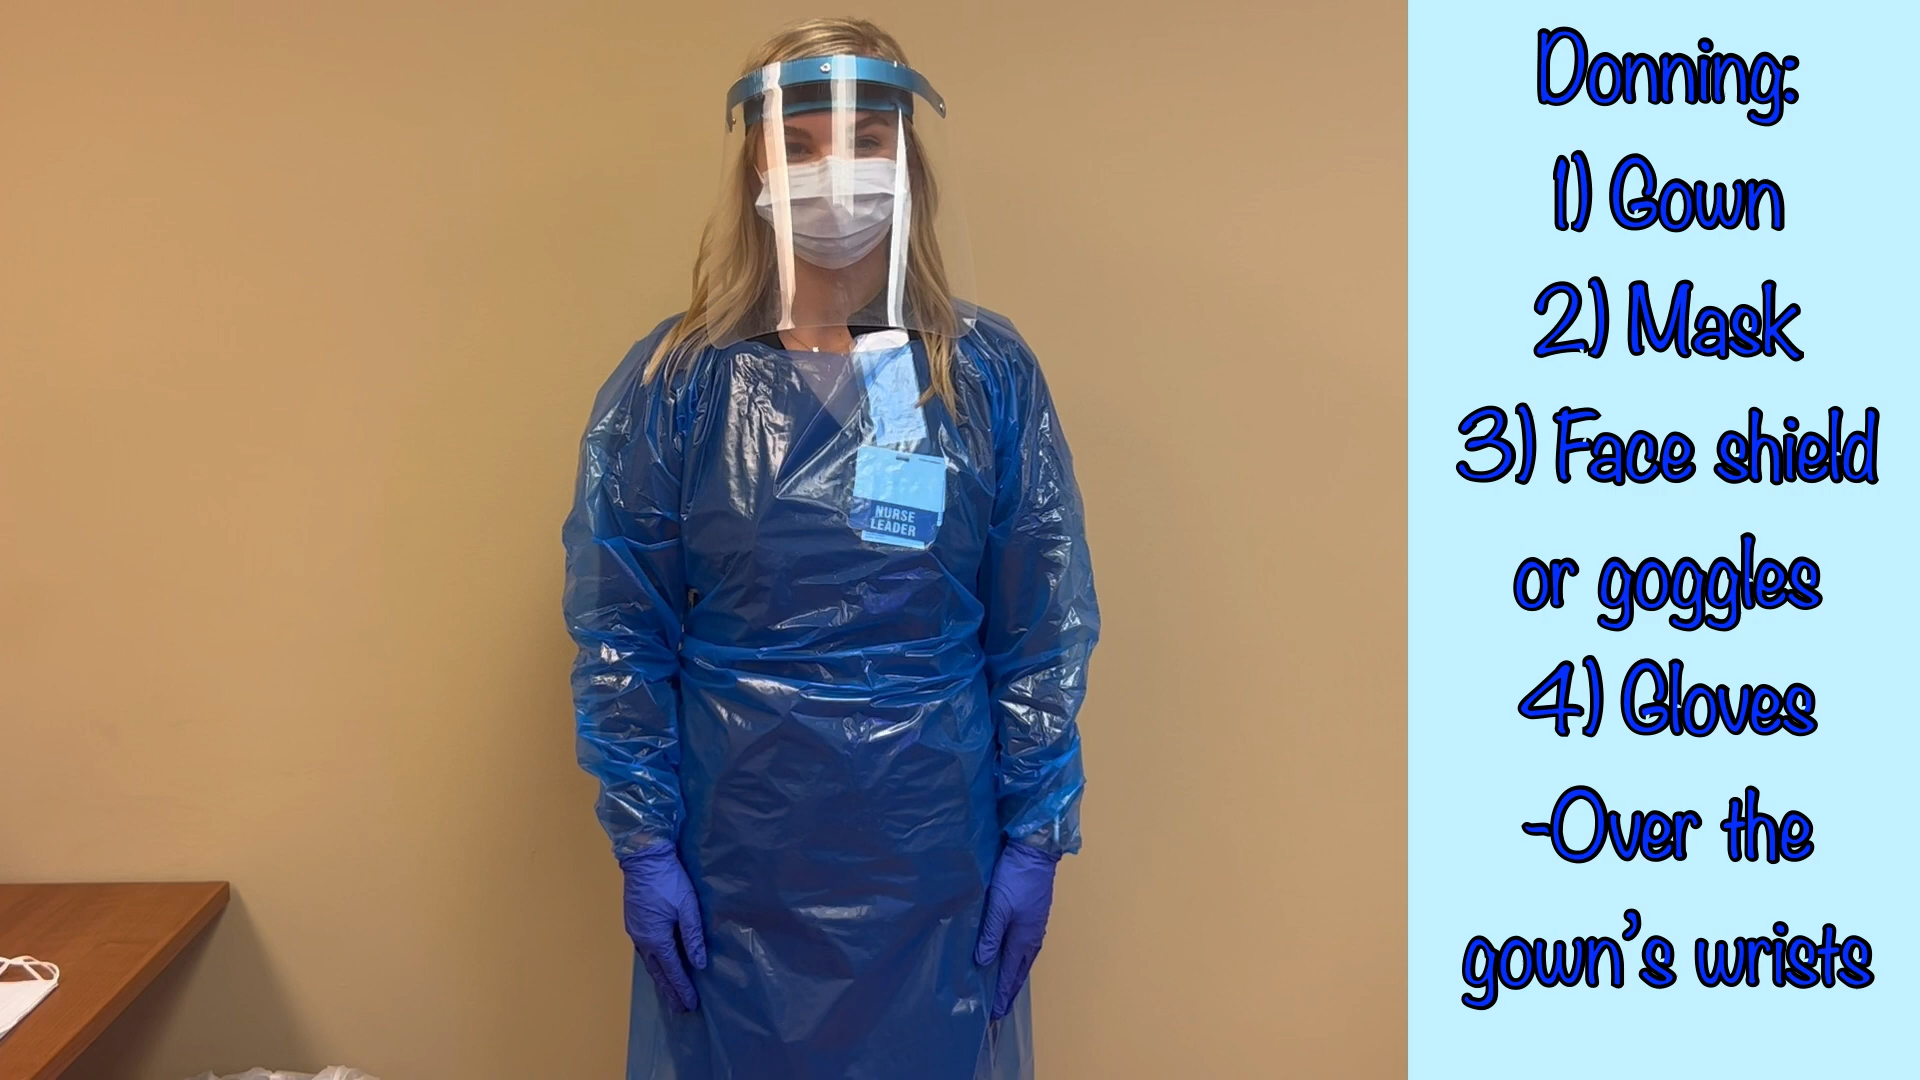 NURSE
LEADER
Donning:
1) Gown
2) Mask
3) Face shield
or goggles
4) Gloves
-Over the
gown's wrists